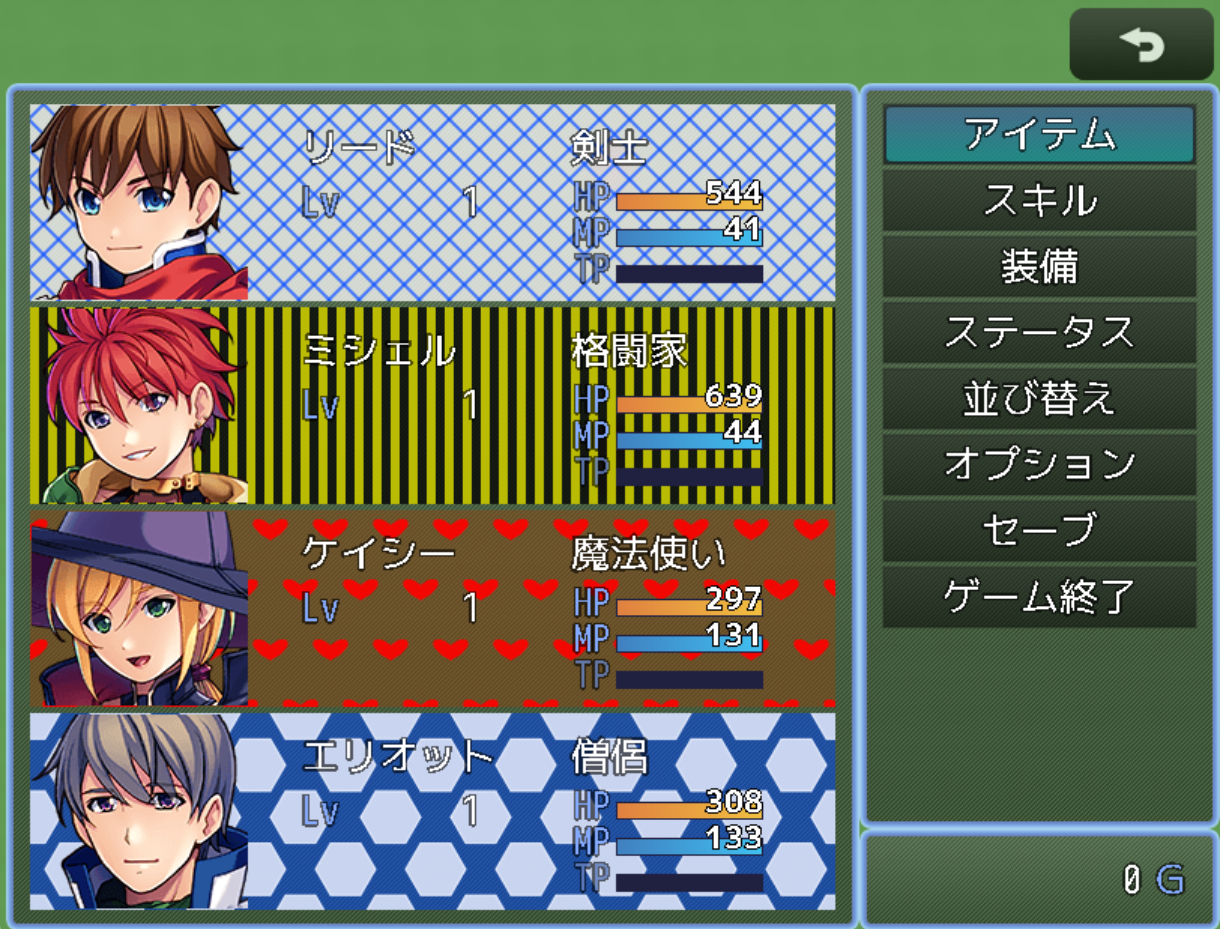 リード 剣士
Lv 1 HP 544
MP 41
TP
ミシェル 格闘家
Lv 1 HP 639
MP 44
TP
ケイシー 魔法使い
Lv 1 HP 297
MP 131
TP
エリオット 僧侶
Lv 1 HP 308
MP 133
TP
アイテム
スキル
装備
ステータス
並び替え
オプション
セーブ
ゲーム終了
0 G